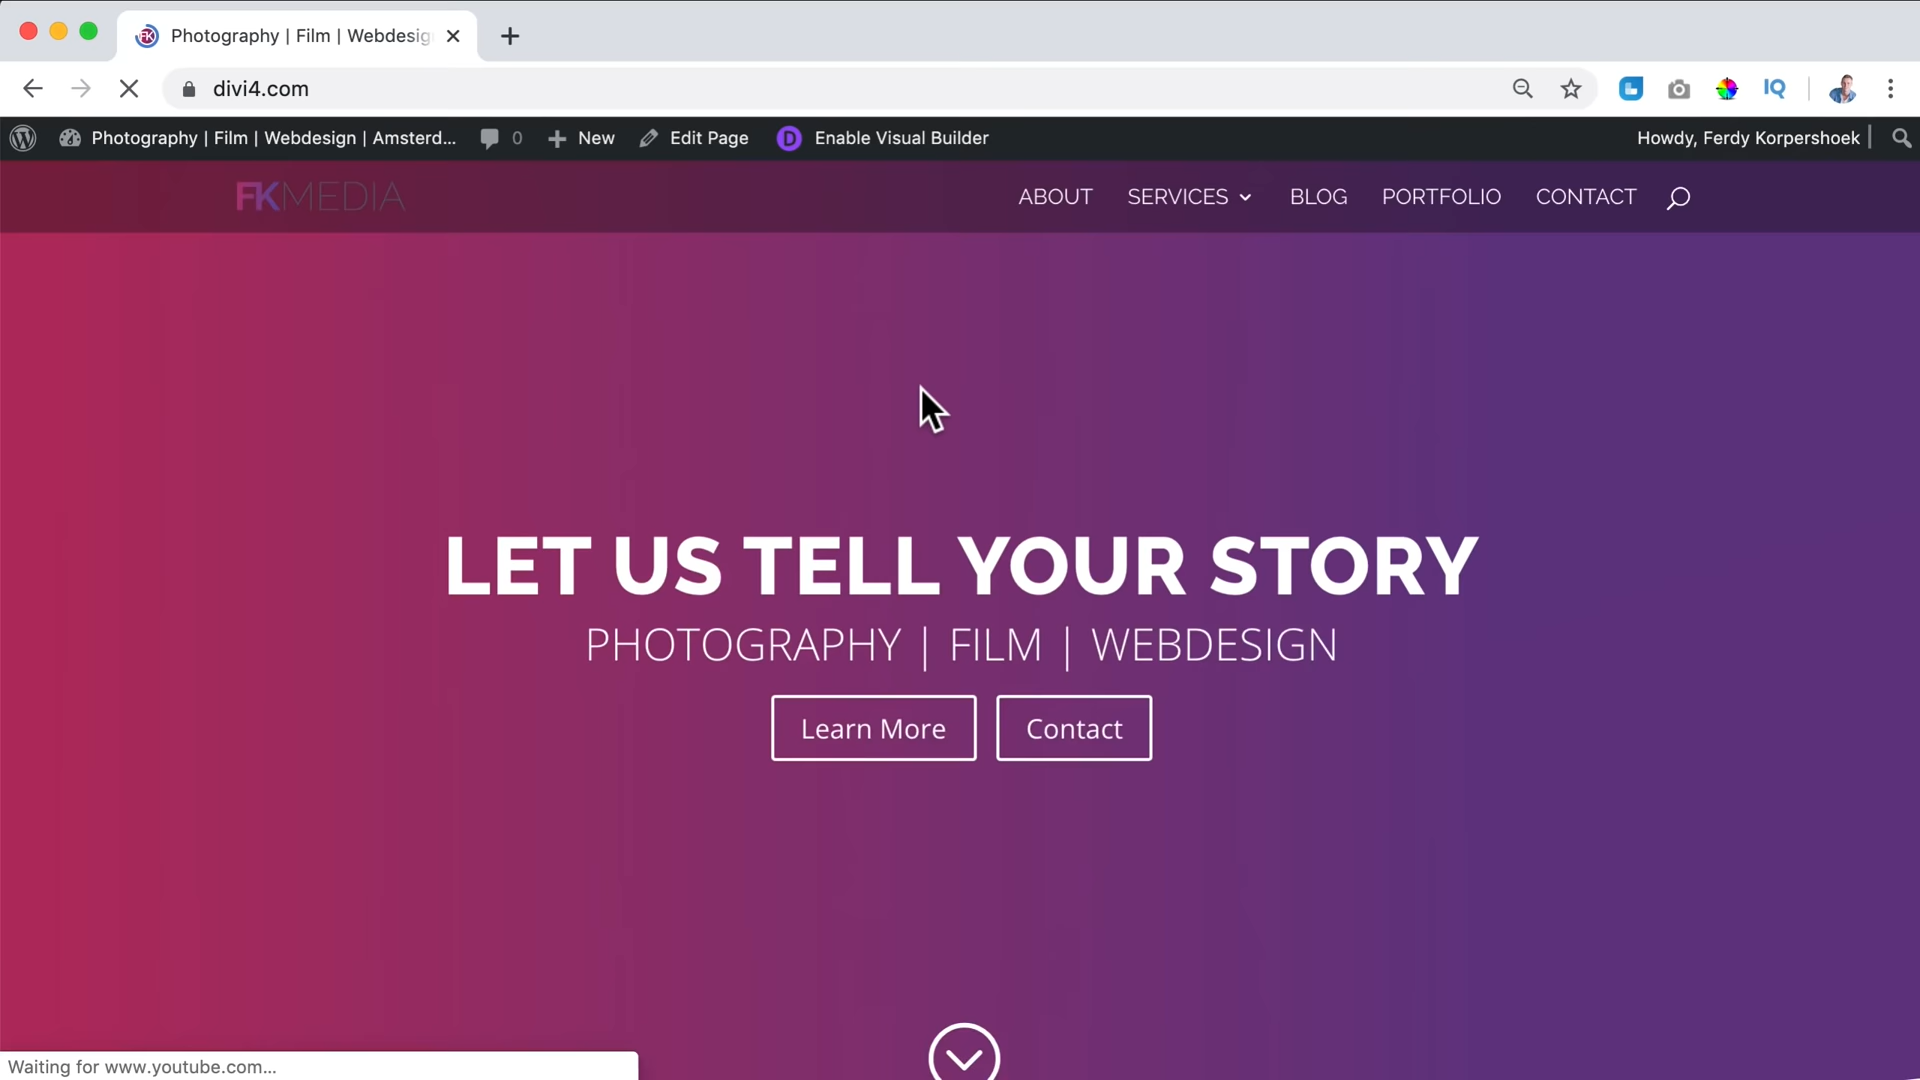 Photography | Film | Webdesig
divi4.com
IQ
Photography | Film | Webdesign | Amsterd... 0 New Edit Page D Enable Visual Builder Howdy, Ferdy Korpershoek
FKMEDIA ABOUT SERVICES BLOG PORTFOLIO CONTACT
LET US TELL YOUR STORY
PHOTOGRAPHY | FILM | WEBDESIGN
Learn More Contact
Waiting for www.youtube.com...